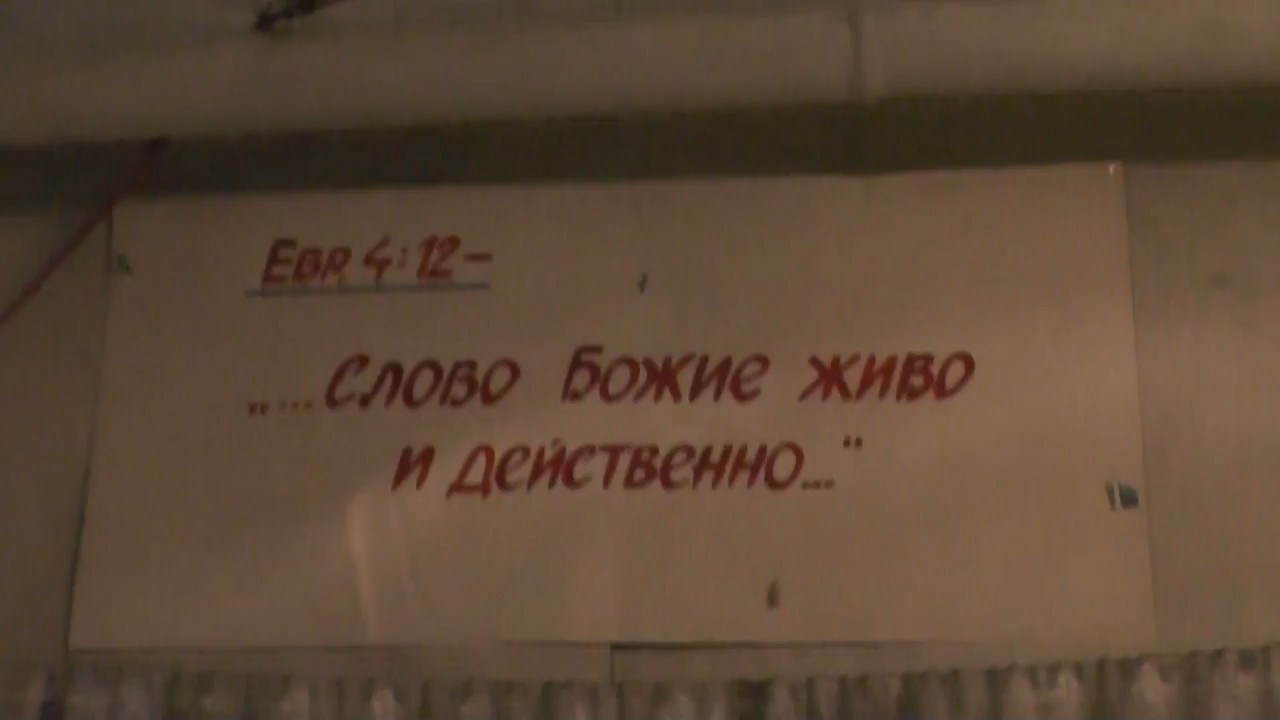 Евр. 4:12-
„....Слово Божие живо
и действенно..."